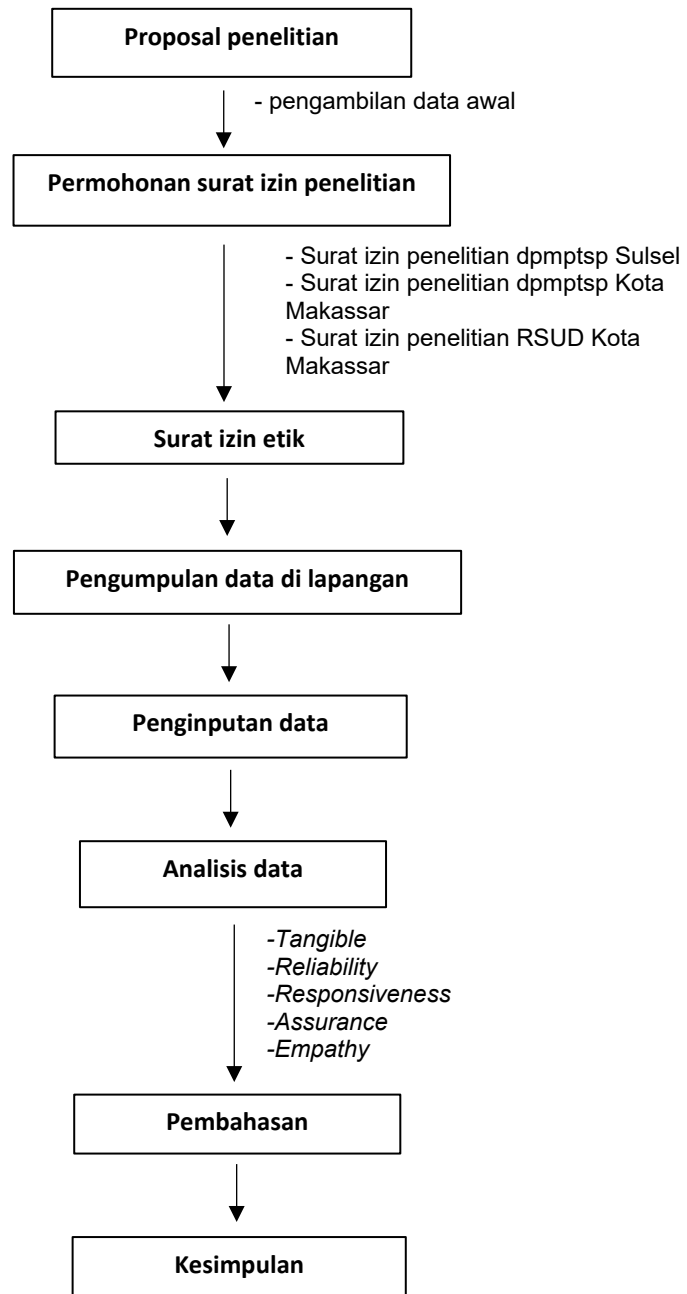 Proposal penelitian
- pengambilan data awal
Permohonan surat izin penelitian
- Surat izin penelitian dpmptsp Sulsel
- Surat izin penelitian dpmptsp Kota
Makassar
- Surat izin penelitian RSUD Kota
Makassar
Surat izin etik
Pengumpulan data di lapangan
Penginputan data
Analisis data
-Tangible
-Reliability
-Responsiveness
-Assurance
-Empathy
Pembahasan
Kesimpulan